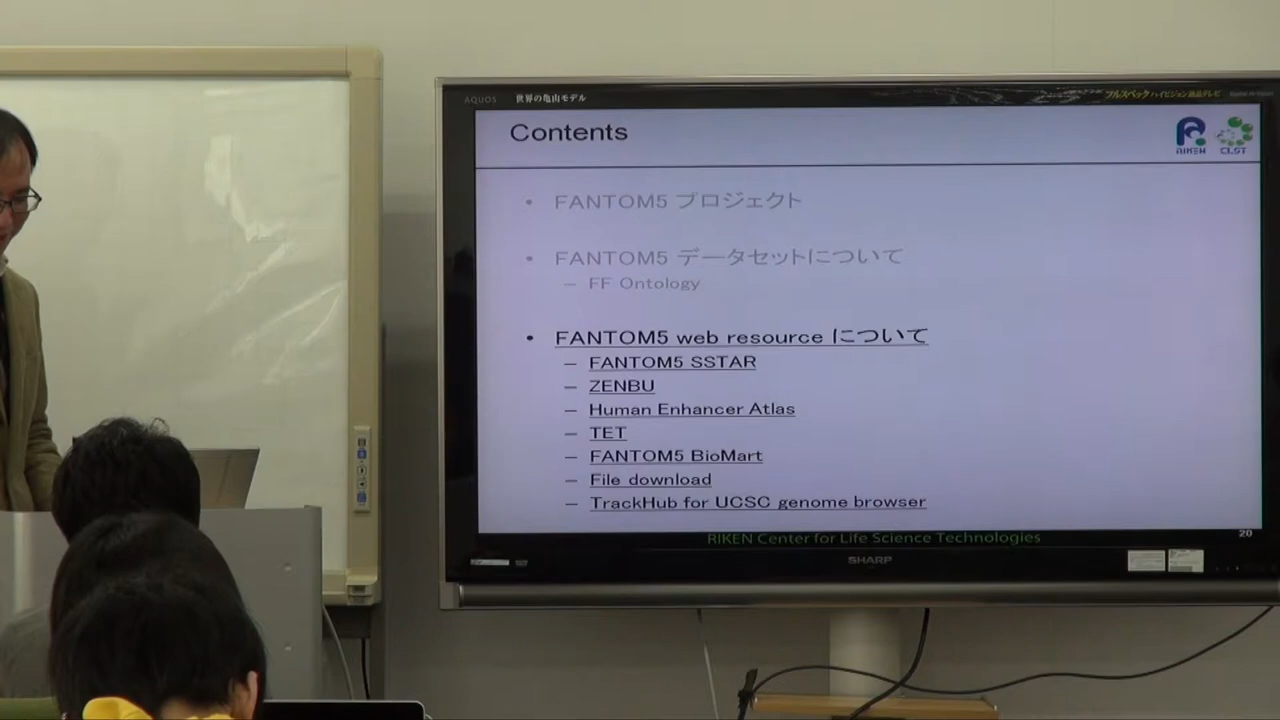 AQUOS 世界の亀山モデル フルスペックハイビジョン液晶テレビ
Contents
RIKEN CLST
• FANTOM5 プロジェクト
• FANTOM5 データセットについて
– FF Ontology
• FANTOM5 web resource について
– FANTOM5 SSTAR
– ZENBU
– Human Enhancer Atlas
– TET
– FANTOM5 BioMart
– File download
– TrackHub for UCSC genome browser
RIKEN Center for Life Science Technologies
20
SHARP